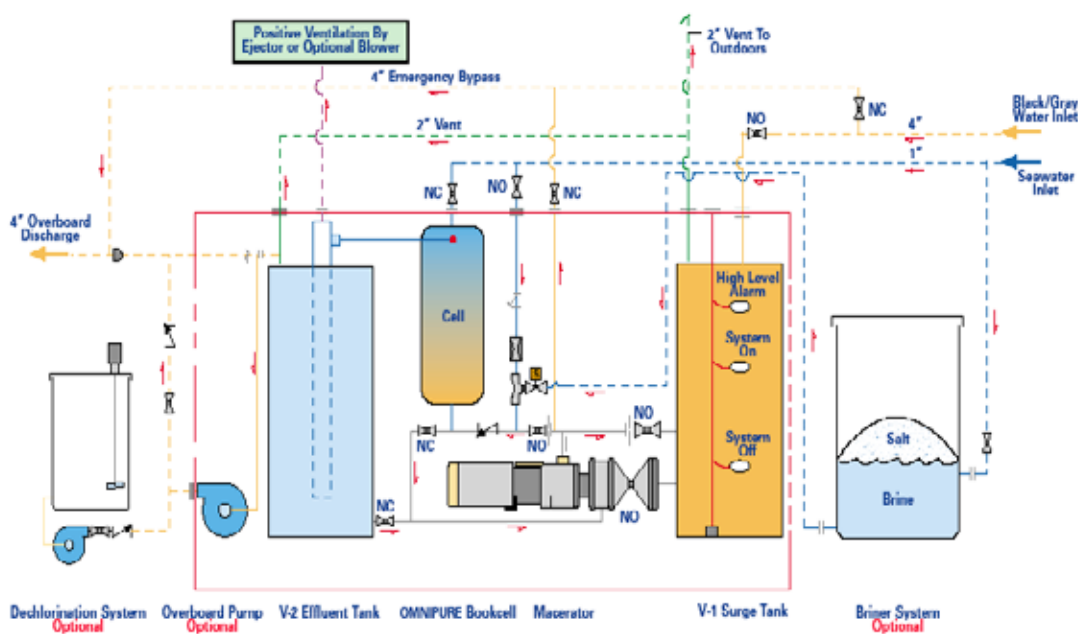 Positive Ventilation By
Ejector or Optional Blower
2" Vent To
Outdoors
4" Emergency Bypass
NC
Black/Gray
Water Inlet
NO
4"
2" Vent
1"
Seawater
Inlet
NC
NO
NC
4" Overboard
Discharge
High Level
Alarm
Cell
System
On
S
NO
NC
NO
System
Off
Salt
Brine
NC
NO
Dechlorination System
Optional
Overboard Pump
Optional
V-2 Effluent Tank
OMNIPURE Bookcell
Macerator
V-1 Surge Tank
Briner System
Optional